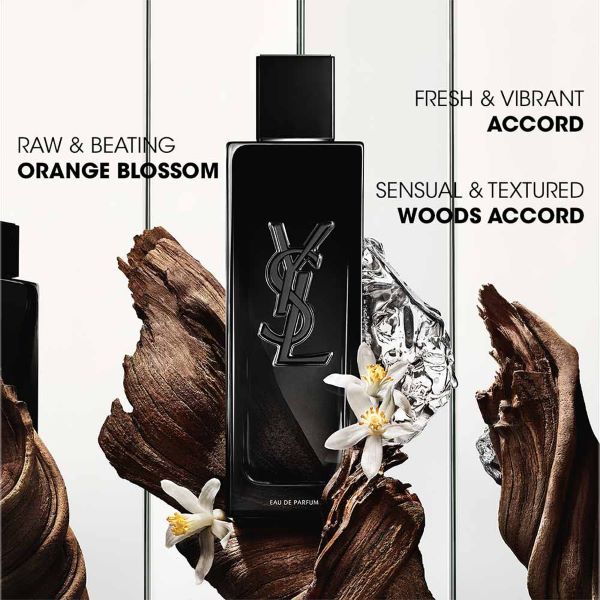 RAW & BEATING
ORANGE BLOSSOM
FRESH & VIBRANT
ACCORD
SENSUAL & TEXTURED
WOODS ACCORD
YSL
EAU DE PARFUM